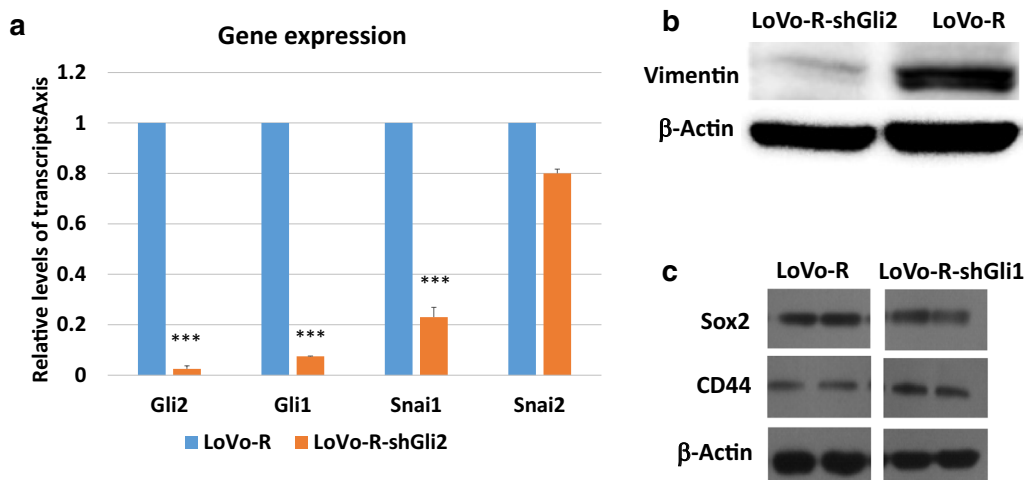 a
Gene expression
Relative levels of transcriptsAxis
1.2
1
0.8
0.6
0.4
0.2
0
***
***
***
Gli2 Gli1 Snai1 Snai2
LoVo-R LoVo-R-shGli2
b
LoVo-R-shGli2 LoVo-R
Vimentin
β-Actin
c
LoVo-R LoVo-R-shGli1
Sox2
CD44
β-Actin